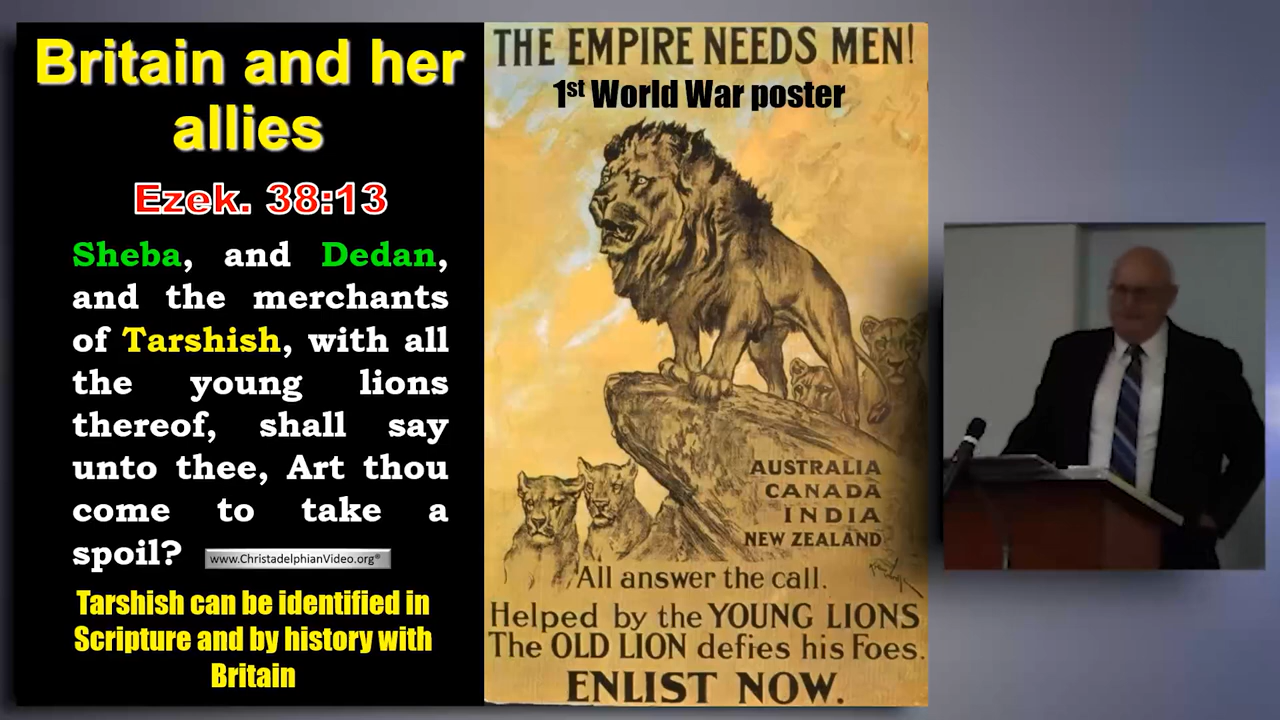 Britain and her
allies
Ezek. 38:13
Sheba, and Dedan,
and the merchants
of Tarshish, with all
the young lions
thereof, shall say
unto thee, Art thou
come to take a
spoil?
www.ChristadelphianVideo.org®
Tarshish can be identified in
Scripture and by history with
Britain
THE EMPIRE NEEDS MEN!
1st World War poster
AUSTRALIA
CANADA
INDIA
NEW ZEALAND
All answer the call.
Helped by the YOUNG LIONS
The OLD LION defies his Foes.
ENLIST NOW.